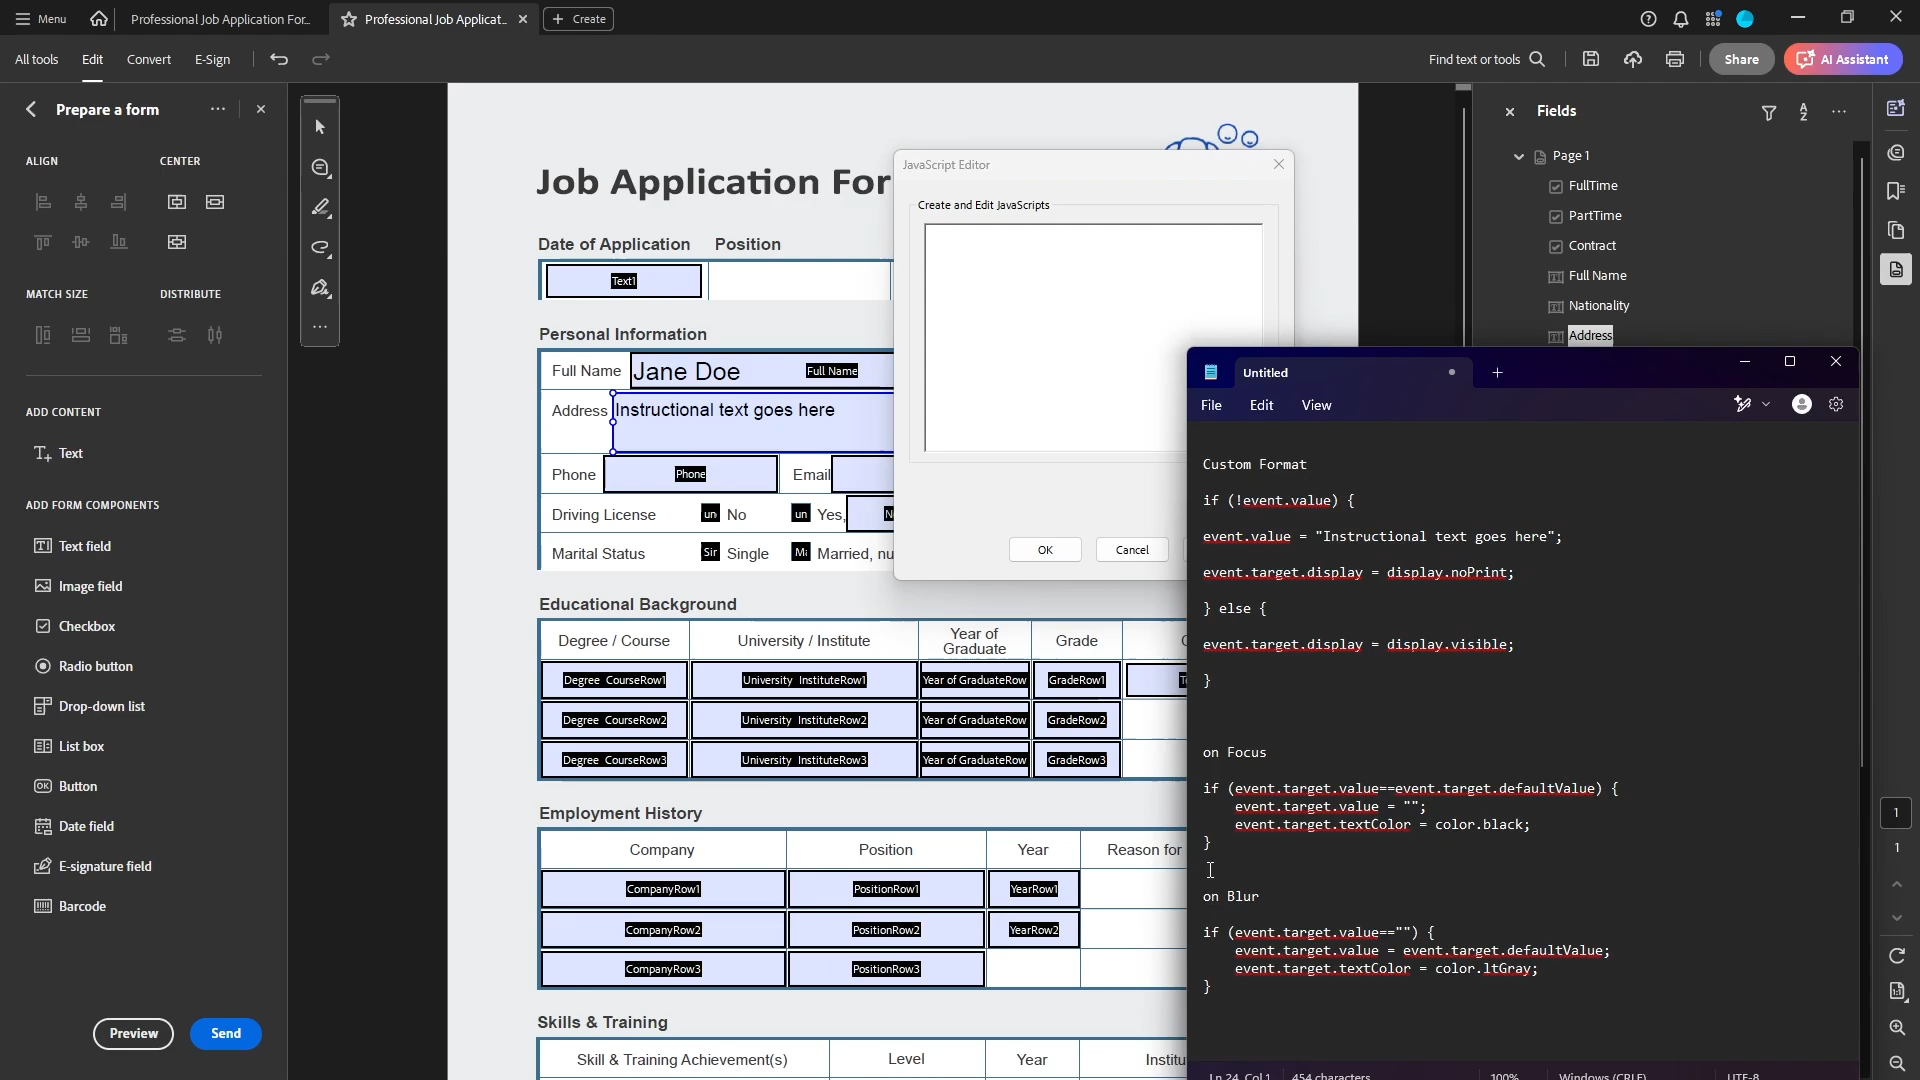 Menu
Professional Job Application For...
Professional Job Applicat..
Create
All tools
Edit
Convert
E-Sign
Find text or tools
Share
AI Assistant
Prepare a form
ALIGN
CENTER
MATCH SIZE
DISTRIBUTE
ADD CONTENT
Text
ADD FORM COMPONENTS
Text field
Image field
Checkbox
Radio button
Drop-down list
List box
Button
Date field
E-signature field
Barcode
Preview
Send
Job Application For
Date of Application
Position
Text1
Personal Information
Full Name
Jane Doe
Full Name
Address
Instructional text goes here
Phone
Phone
Email
Driving License
un
No
un
Yes,
Marital Status
Sir
Single
Married, nu
Educational Background
Degree / Course
University / Institute
Year of
Graduate
Grade
Degree CourseRow1
University InstituteRow1
Year of GraduateRow
GradeRow1
Degree CourseRow2
University InstituteRow2
Year of GraduateRow
GradeRow2
Degree CourseRow3
University InstituteRow3
Year of GraduateRow
GradeRow3
Employment History
Company
Position
Year
Reason for
CompanyRow1
PositionRow1
YearRow1
CompanyRow2
PositionRow2
YearRow2
CompanyRow3
PositionRow3
Skills & Training
Skill & Training Achievement(s)
Level
Year
Institu
JavaScript Editor
Create and Edit JavaScripts
OK
Cancel
Fields
Page 1
FullTime
PartTime
Contract
Full Name
Nationality
Address
Untitled
File
Edit
View
Custom Format
if (!event.value) {
event.value = "Instructional text goes here";
event.target.display = display.noPrint;
} else {
event.target.display = display.visible;
}
on Focus
if (event.target.value==event.target.defaultValue) {
event.target.value = "";
event.target.textColor = color.black;
}
on Blur
if (event.target.value=="") {
event.target.value = event.target.defaultValue;
event.target.textColor = color.ltGray;
}
Ln 24, Col 1
454 characters
100%
Windows (CRLF)
UTF-8
1
1